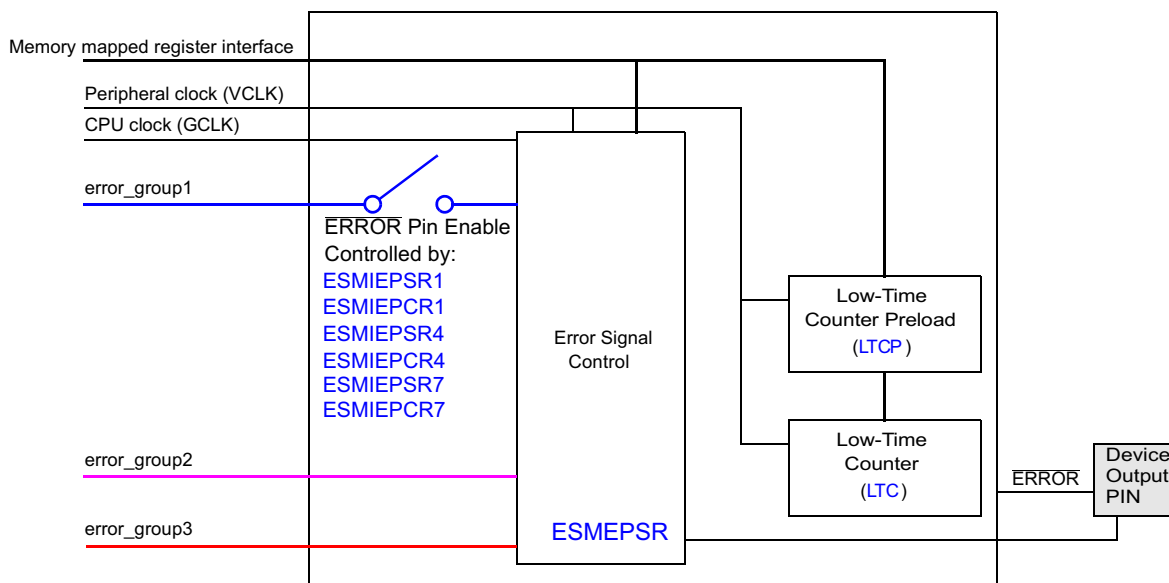 Memory mapped register interface
Peripheral clock (VCLK)
CPU clock (GCLK)
error_group1
ERROR Pin Enable
Controlled by:
ESMIEPSR1
ESMIEPCR1
ESMIEPSR4
ESMIEPCR4
ESMIEPSR7
ESMIEPCR7
Error Signal
Control
Low-Time
Counter Preload
(LTCP)
Low-Time
Counter
(LTC)
error_group2
error_group3
ESMEPSR
ERROR
Device
Output
PIN